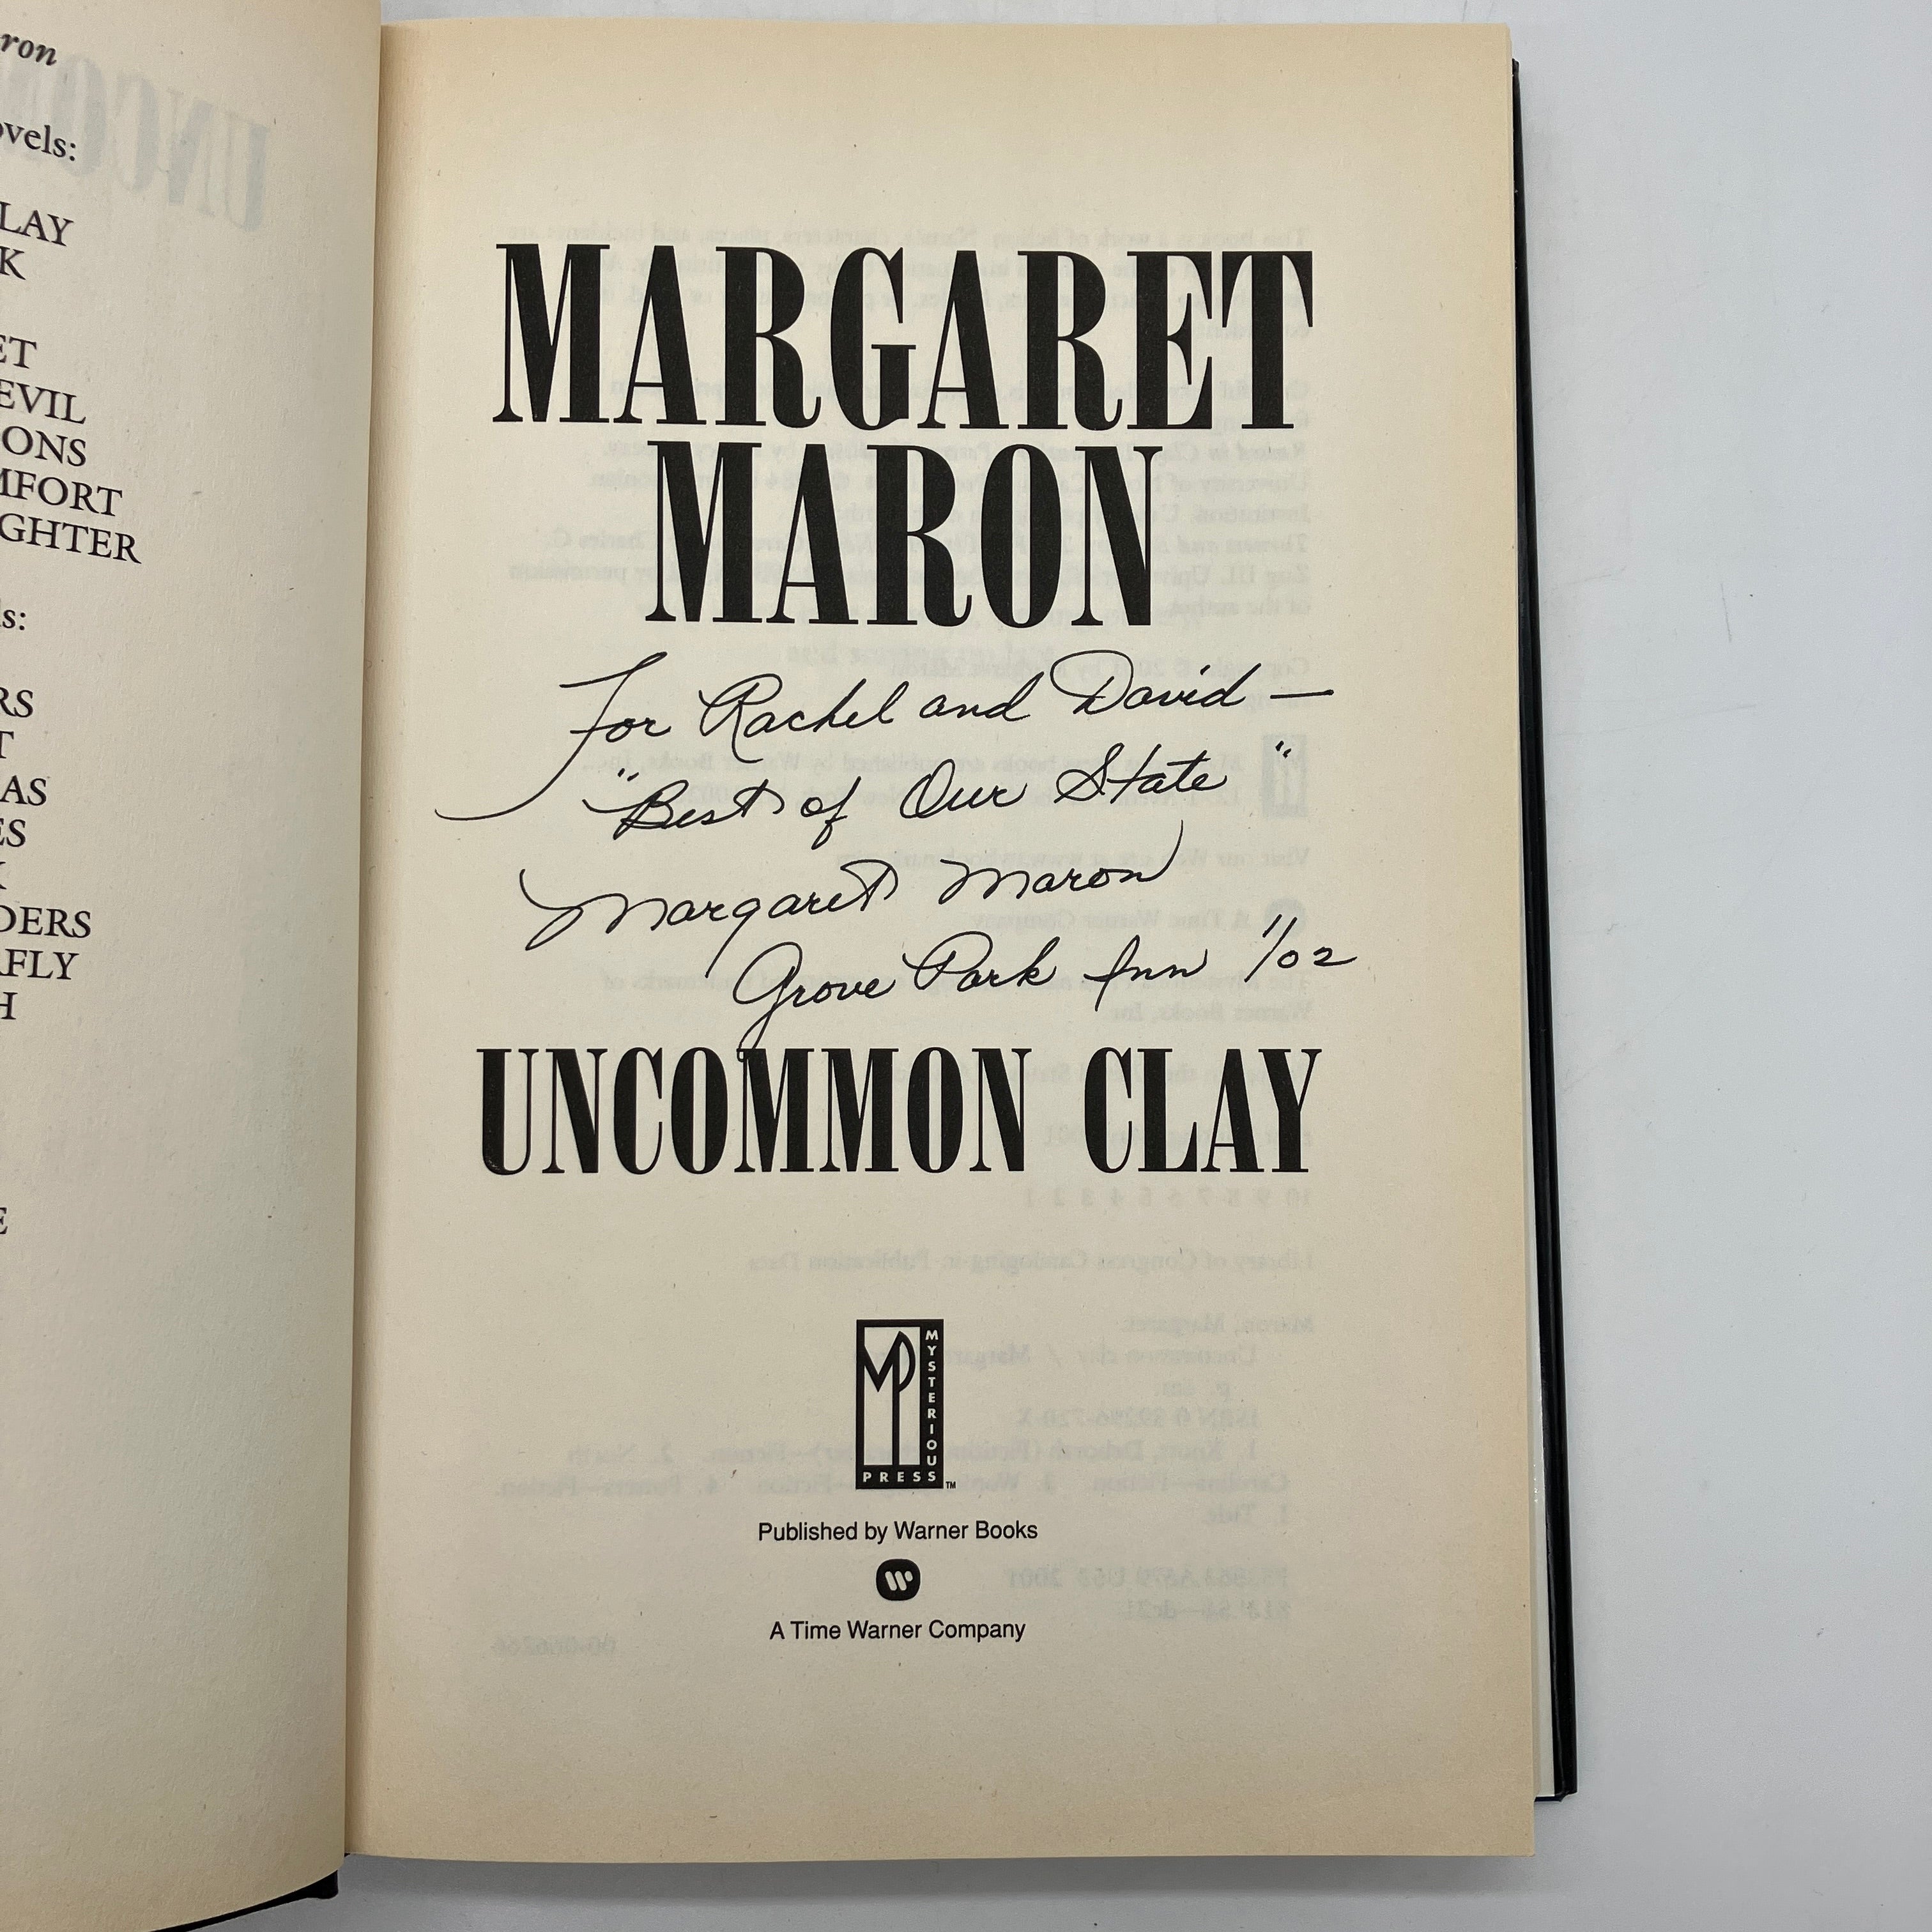 ron
ovels:
LAY
K
ET
EVIL
ONS
MFORT
GHTER
ls:
RS
T
AS
ES
DERS
RFLY
H
E
MARGARET
MARON
For Rachel and David —
"Best of Our State"
Margaret Maron
Grove Park Inn 1/02
UNCOMMON CLAY
MYSTERIOUS
PRESS™
Published by Warner Books
A Time Warner Company